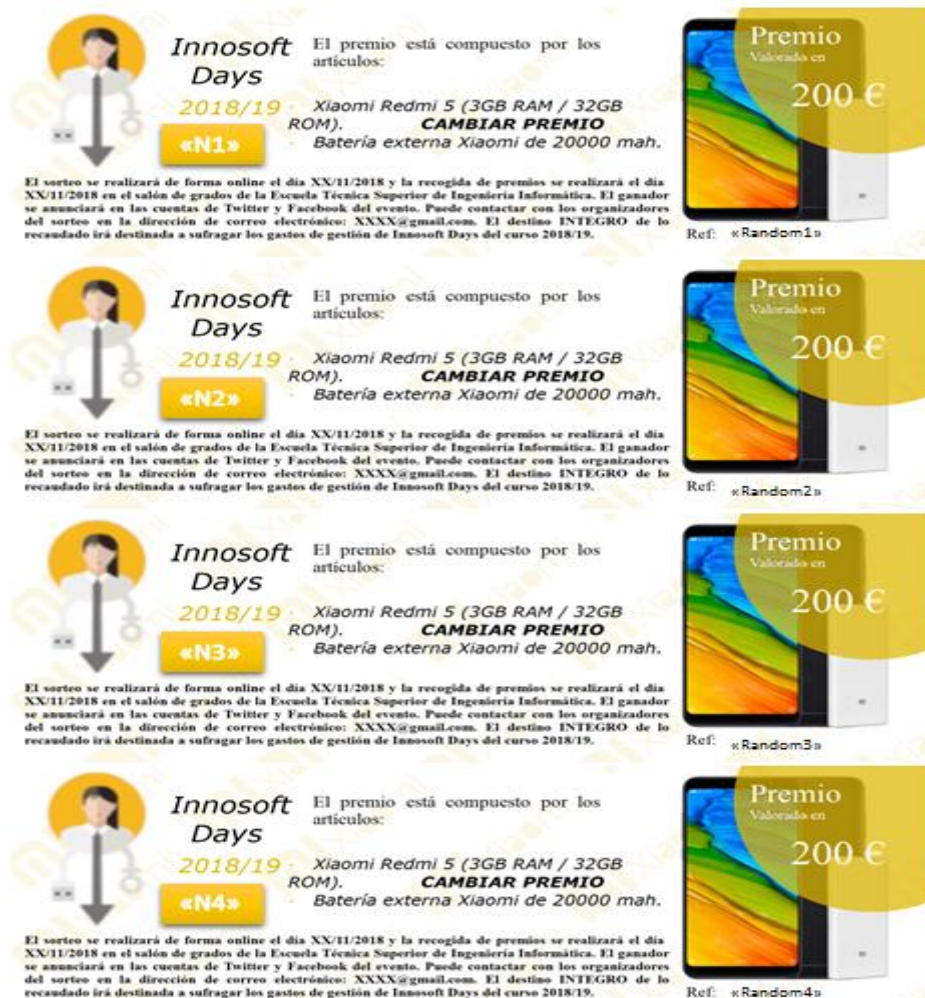 Innosoft
Days
2018/19
«N1»
El premio está compuesto por los
artículos:
· Xiaomi Redmi 5 (3GB RAM / 32GB
ROM). CAMBIAR PREMIO
· Batería externa Xiaomi de 20000 mah.
Premio
Valorado en
200 €
El sorteo se realizará de forma online el día XX/11/2018 y la recogida de premios se realizará el día
XX/11/2018 en el salón de grados de la Escuela Técnica Superior de Ingeniería Informática. El ganador
se anunciará en las cuentas de Twitter y Facebook del evento. Puede contactar con los organizadores
del sorteo en la dirección de correo electrónico: XXXX@gmail.com. El destino INTEGRO de lo
recaudado irá destinada a sufragar los gastos de gestión de Innosoft Days del curso 2018/19.
Ref: «Random1»
Innosoft
Days
2018/19
«N2»
El premio está compuesto por los
artículos:
· Xiaomi Redmi 5 (3GB RAM / 32GB
ROM). CAMBIAR PREMIO
· Batería externa Xiaomi de 20000 mah.
Premio
Valorado en
200 €
El sorteo se realizará de forma online el día XX/11/2018 y la recogida de premios se realizará el día
XX/11/2018 en el salón de grados de la Escuela Técnica Superior de Ingeniería Informática. El ganador
se anunciará en las cuentas de Twitter y Facebook del evento. Puede contactar con los organizadores
del sorteo en la dirección de correo electrónico: XXXX@gmail.com. El destino INTEGRO de lo
recaudado irá destinada a sufragar los gastos de gestión de Innosoft Days del curso 2018/19.
Ref: «Random2»
Innosoft
Days
2018/19
«N3»
El premio está compuesto por los
artículos:
· Xiaomi Redmi 5 (3GB RAM / 32GB
ROM). CAMBIAR PREMIO
· Batería externa Xiaomi de 20000 mah.
Premio
Valorado en
200 €
El sorteo se realizará de forma online el día XX/11/2018 y la recogida de premios se realizará el día
XX/11/2018 en el salón de grados de la Escuela Técnica Superior de Ingeniería Informática. El ganador
se anunciará en las cuentas de Twitter y Facebook del evento. Puede contactar con los organizadores
del sorteo en la dirección de correo electrónico: XXXX@gmail.com. El destino INTEGRO de lo
recaudado irá destinada a sufragar los gastos de gestión de Innosoft Days del curso 2018/19.
Ref: «Random3»
Innosoft
Days
2018/19
«N4»
El premio está compuesto por los
artículos:
· Xiaomi Redmi 5 (3GB RAM / 32GB
ROM). CAMBIAR PREMIO
· Batería externa Xiaomi de 20000 mah.
Premio
Valorado en
200 €
El sorteo se realizará de forma online el día XX/11/2018 y la recogida de premios se realizará el día
XX/11/2018 en el salón de grados de la Escuela Técnica Superior de Ingeniería Informática. El ganador
se anunciará en las cuentas de Twitter y Facebook del evento. Puede contactar con los organizadores
del sorteo en la dirección de correo electrónico: XXXX@gmail.com. El destino INTEGRO de lo
recaudado irá destinada a sufragar los gastos de gestión de Innosoft Days del curso 2018/19.
Ref: «Random4»